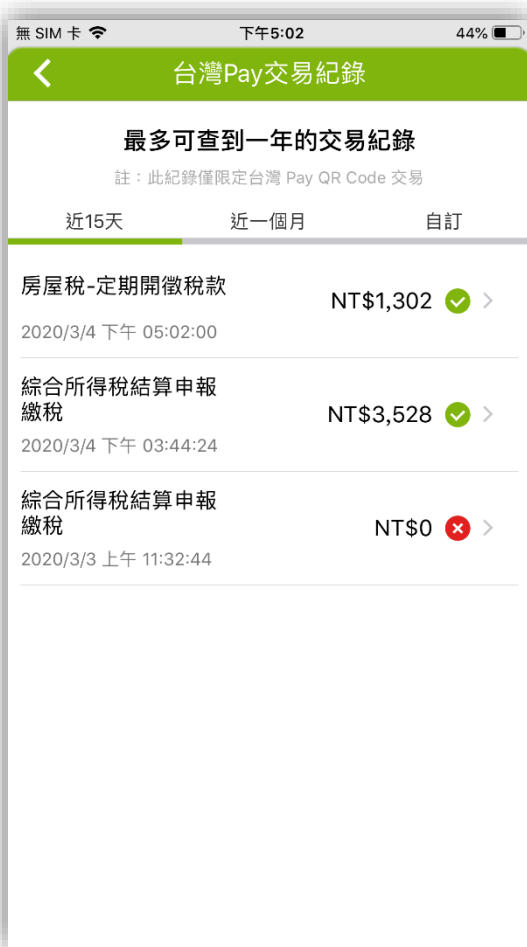 無 SIM 卡 下午5:02 44%
台灣Pay交易紀錄
最多可查到一年的交易紀錄
註：此紀錄僅限定台灣 Pay QR Code 交易
近15天 近一個月 自訂
房屋稅-定期開徵稅款 NT$1,302
2020/3/4 下午 05:02:00
綜合所得稅結算申報
繳稅 NT$3,528
2020/3/4 下午 03:44:24
綜合所得稅結算申報
繳稅 NT$0
2020/3/3 上午 11:32:44